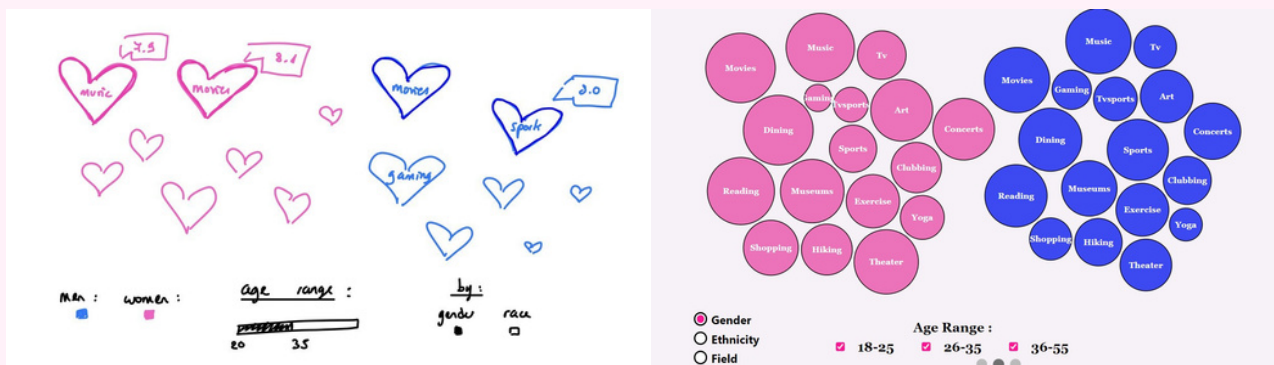 7.9
8.1
music
movies
movies
8.0
sports
gaming
men :
women :
age range :
by :
gender
race
20
35
Music
Tv
Movies
Gaming
Tvsports
Art
Dining
Concerts
Sports
Clubbing
Reading
Museums
Exercise
Yoga
Shopping
Hiking
Theater
Music
Tv
Movies
Gaming
Tvsports
Art
Concerts
Dining
Sports
Clubbing
Reading
Museums
Exercise
Yoga
Shopping
Hiking
Theater
Gender
Ethnicity
Field
Age Range :
18-25
26-35
36-55